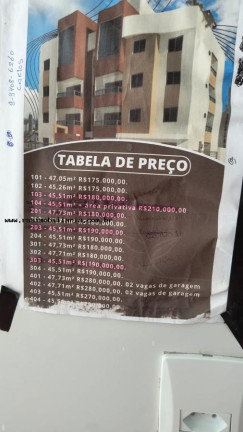 TABELA DE PREÇO
101 - 47,05m² R$175.000,00.
102 - 45,26m² R$175.000,00.
103 - 45,51m² R$180.000,00.
104 - 45,51m² + área privativa R$210.000,00
201 - 47,73m² R$180.000,00.
202 - 47,71m² R$180.000,00.
203 - 45,51m² R$190.000,00.
204 - 45,51m² R$190.000,00.
301 - 47,73m² R$180.000,00.
302 - 47,71m² R$180.000,00.
303 - 45,51m² R$(190.000,00.
304 - 45,51m² R$190.000,00.
401 - 47,73m² R$280.000,00. 02 vagas de garagem
402 - 47,71m² R$280.000,00. 02 vagas de garagem
403 - 45,51m² R$270.000,00.
404 - 45,51m²